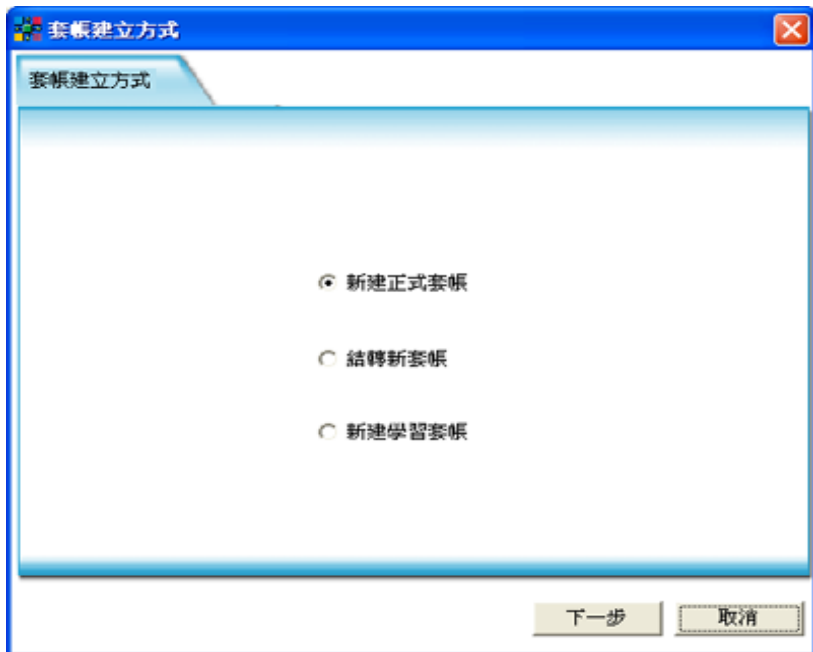 套帳建立方式
套帳建立方式
新建正式套帳
結轉新套帳
新建學習套帳
下一步
取消